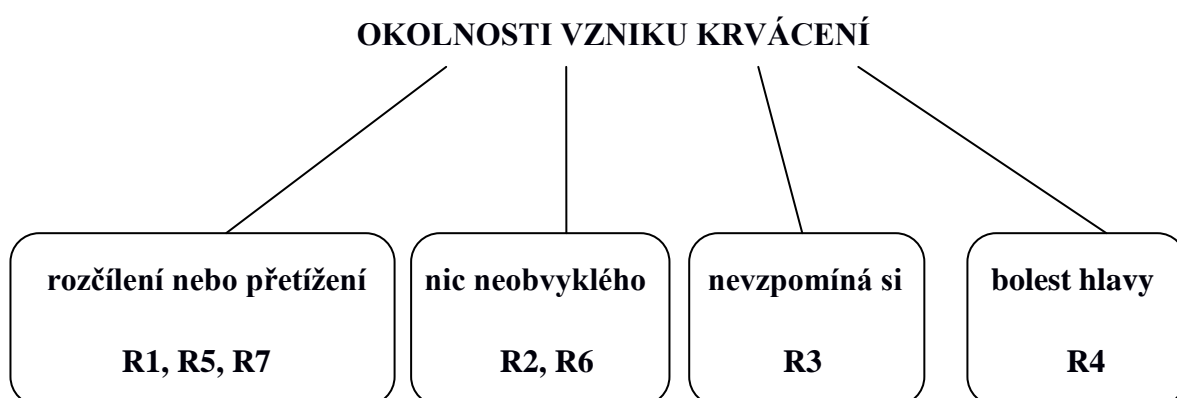 OKOLNOSTI VZNIKU KRVÁCENÍ
rozčílení nebo přetížení
R1, R5, R7
nic neobvyklého
R2, R6
nevzpomíná si
R3
bolest hlavy
R4